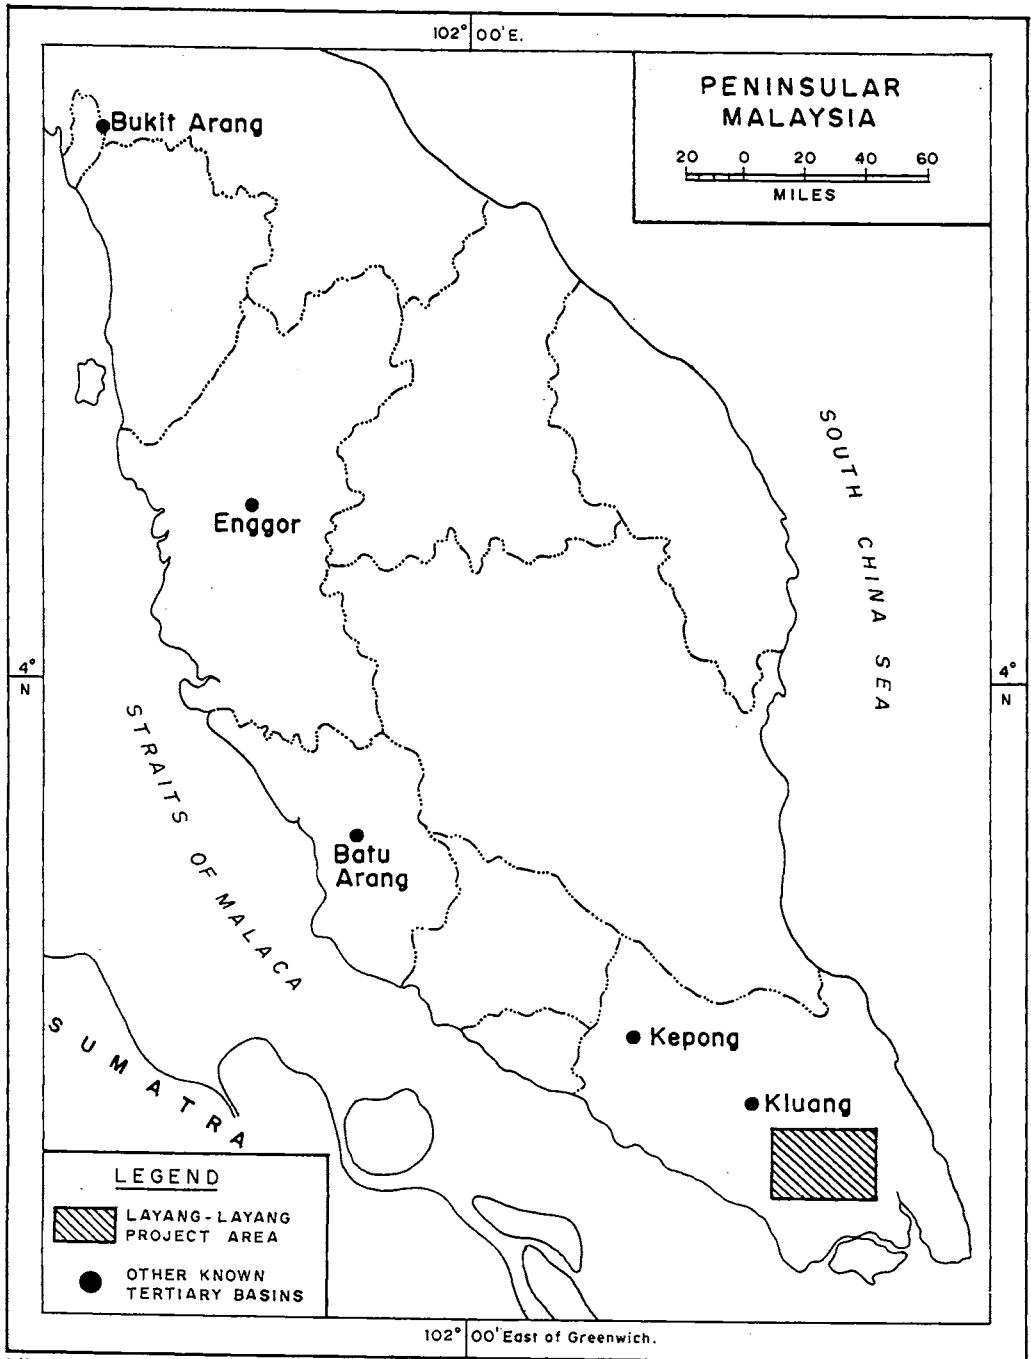 102° 00'E.
PENINSULAR
MALAYSIA
20 0 20 40 60
MILES
Bukit Arang
Enggor
SOUTH CHINA SEA
4°
N
4°
N
STRAITS OF MALACA
Batu
Arang
SUMATRA
Kepong
Kluang
LEGEND
LAYANG-LAYANG
PROJECT AREA
OTHER KNOWN
TERTIARY BASINS
102° 00' East of Greenwich.